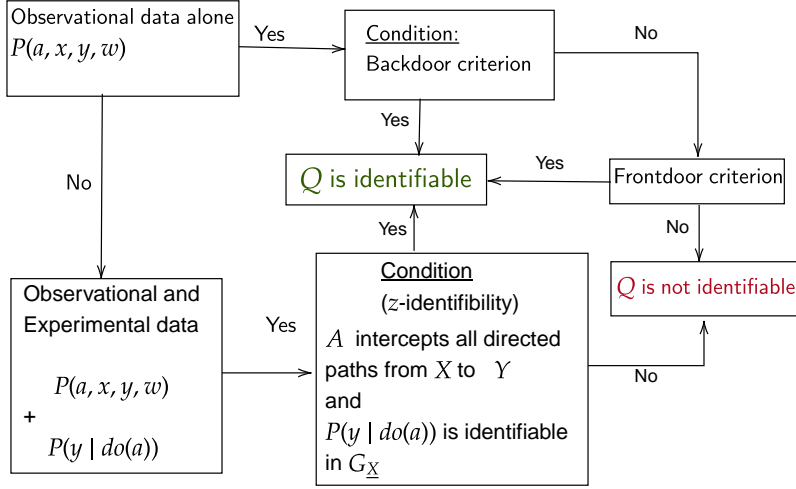 Observational data alone
P(a, x, y, w)
Yes
Condition:
Backdoor criterion
No
Yes
No
Q is identifiable
Yes
Frontdoor criterion
Yes
No
Observational and
Experimental data
P(a, x, y, w)
+
P(y | do(a))
Yes
Condition
(z-identifibility)
A intercepts all directed
paths from X to Y
and
P(y | do(a)) is identifiable
in G_X̲
Q is not identifiable
No